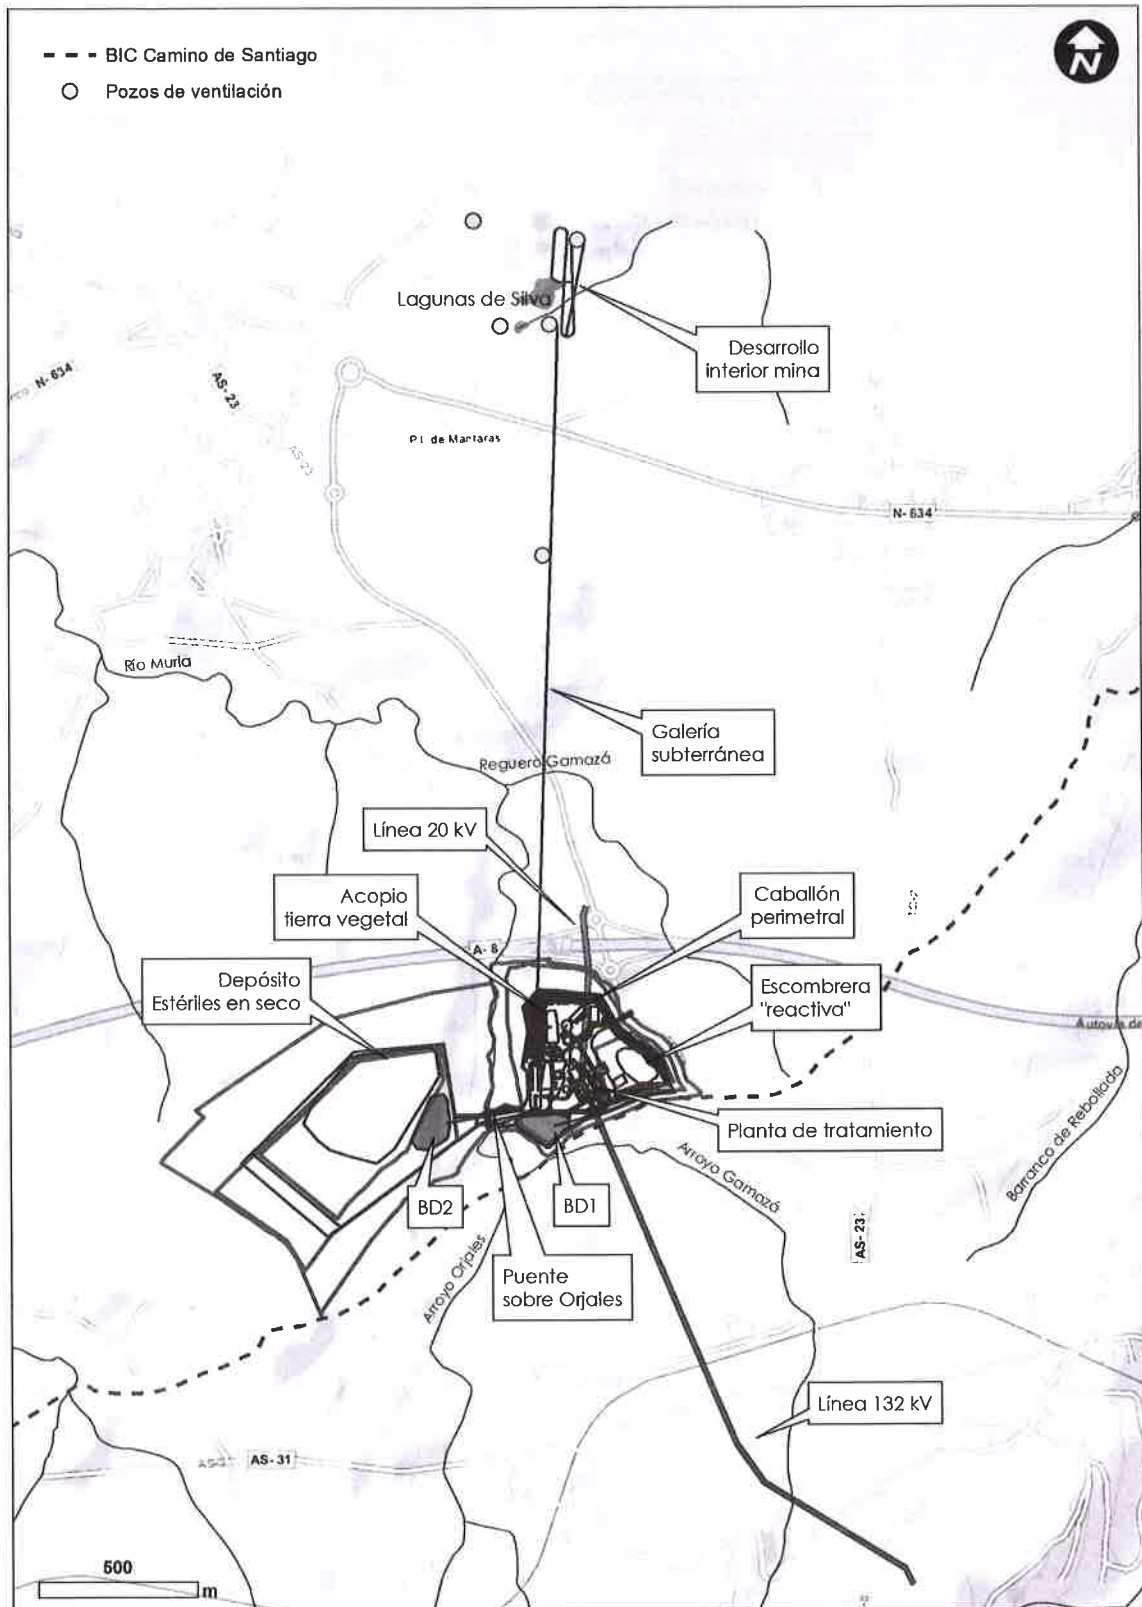 BIC Camino de Santiago
Pozos de ventilación
N
Lagunas de Silva
Desarrollo
interior mina
N-634
AS-23
AS-23
P.I. de Mantaras
N-634
Río Murla
Galería
subterránea
Reguero Gamazá
Línea 20 kV
Acopio
tierra vegetal
Caballón
perimetral
A-8
Depósito
Estériles en seco
Escombrera
"reactiva"
Autovía de
Planta de tratamiento
Barranco de Rebollada
Arroyo Gamazá
BD2
BD1
AS-23
Arroyo Orjales
Puente
sobre Orjales
Línea 132 kV
AS-31
500
m